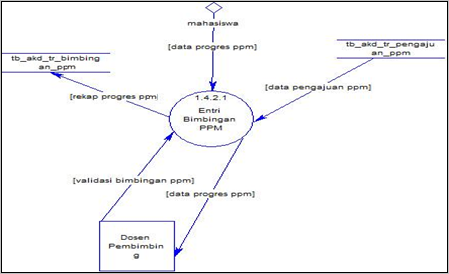 mahasiswa
[data progres ppm]
tb_akd_tr_bimbing
an_ppm
tb_akd_tr_pengaju
an_ppm
[rekap progres ppm]
[data pengajuan ppm]
1.4.2.1
Entri
Bimbingan
PPM
[validasi bimbingan ppm]
[data progres ppm]
Dosen
Pembimbin
g